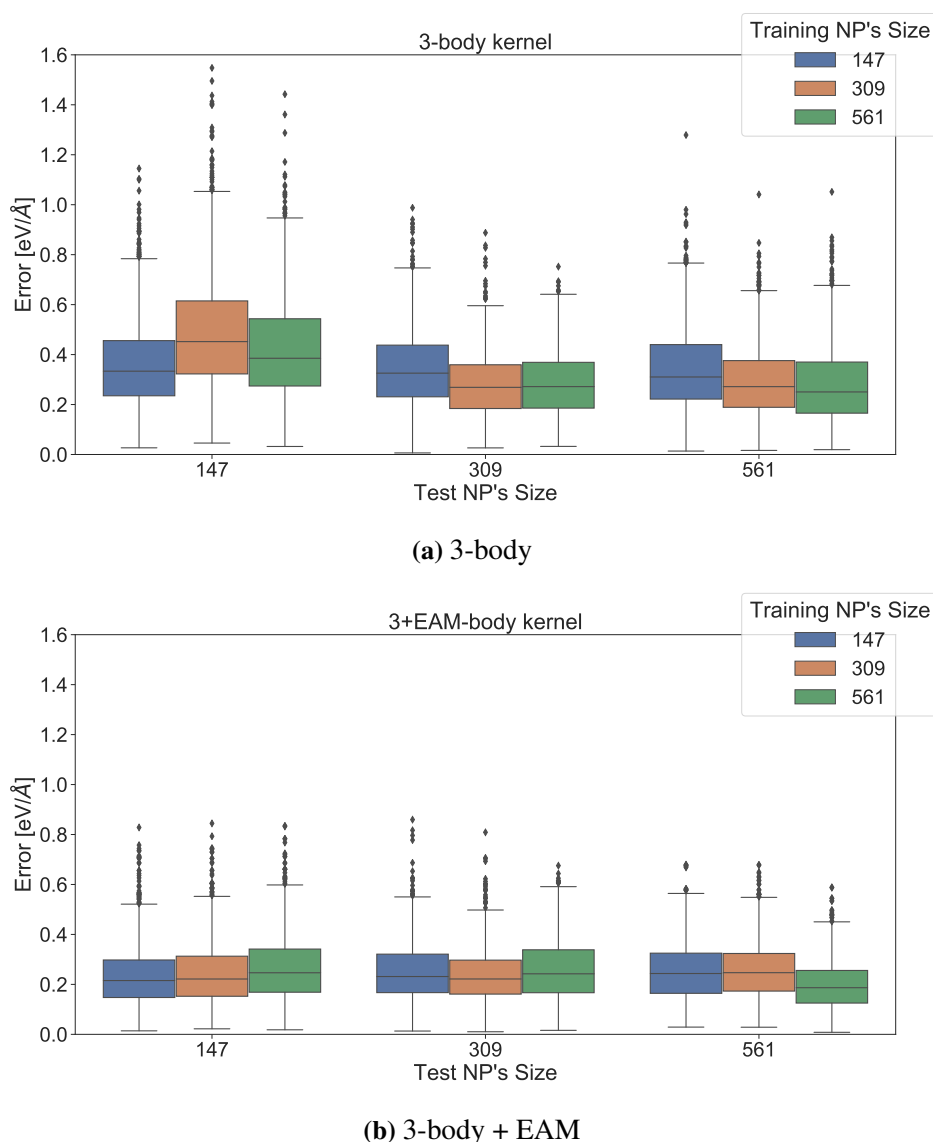 3-body kernel
Training NP's Size
147
309
561
Error [eV/Å]
1.6
1.4
1.2
1.0
0.8
0.6
0.4
0.2
0.0
147 309 561
Test NP's Size
(a) 3-body
3+EAM-body kernel
Training NP's Size
147
309
561
Error [eV/Å]
1.6
1.4
1.2
1.0
0.8
0.6
0.4
0.2
0.0
147 309 561
Test NP's Size
(b) 3-body + EAM